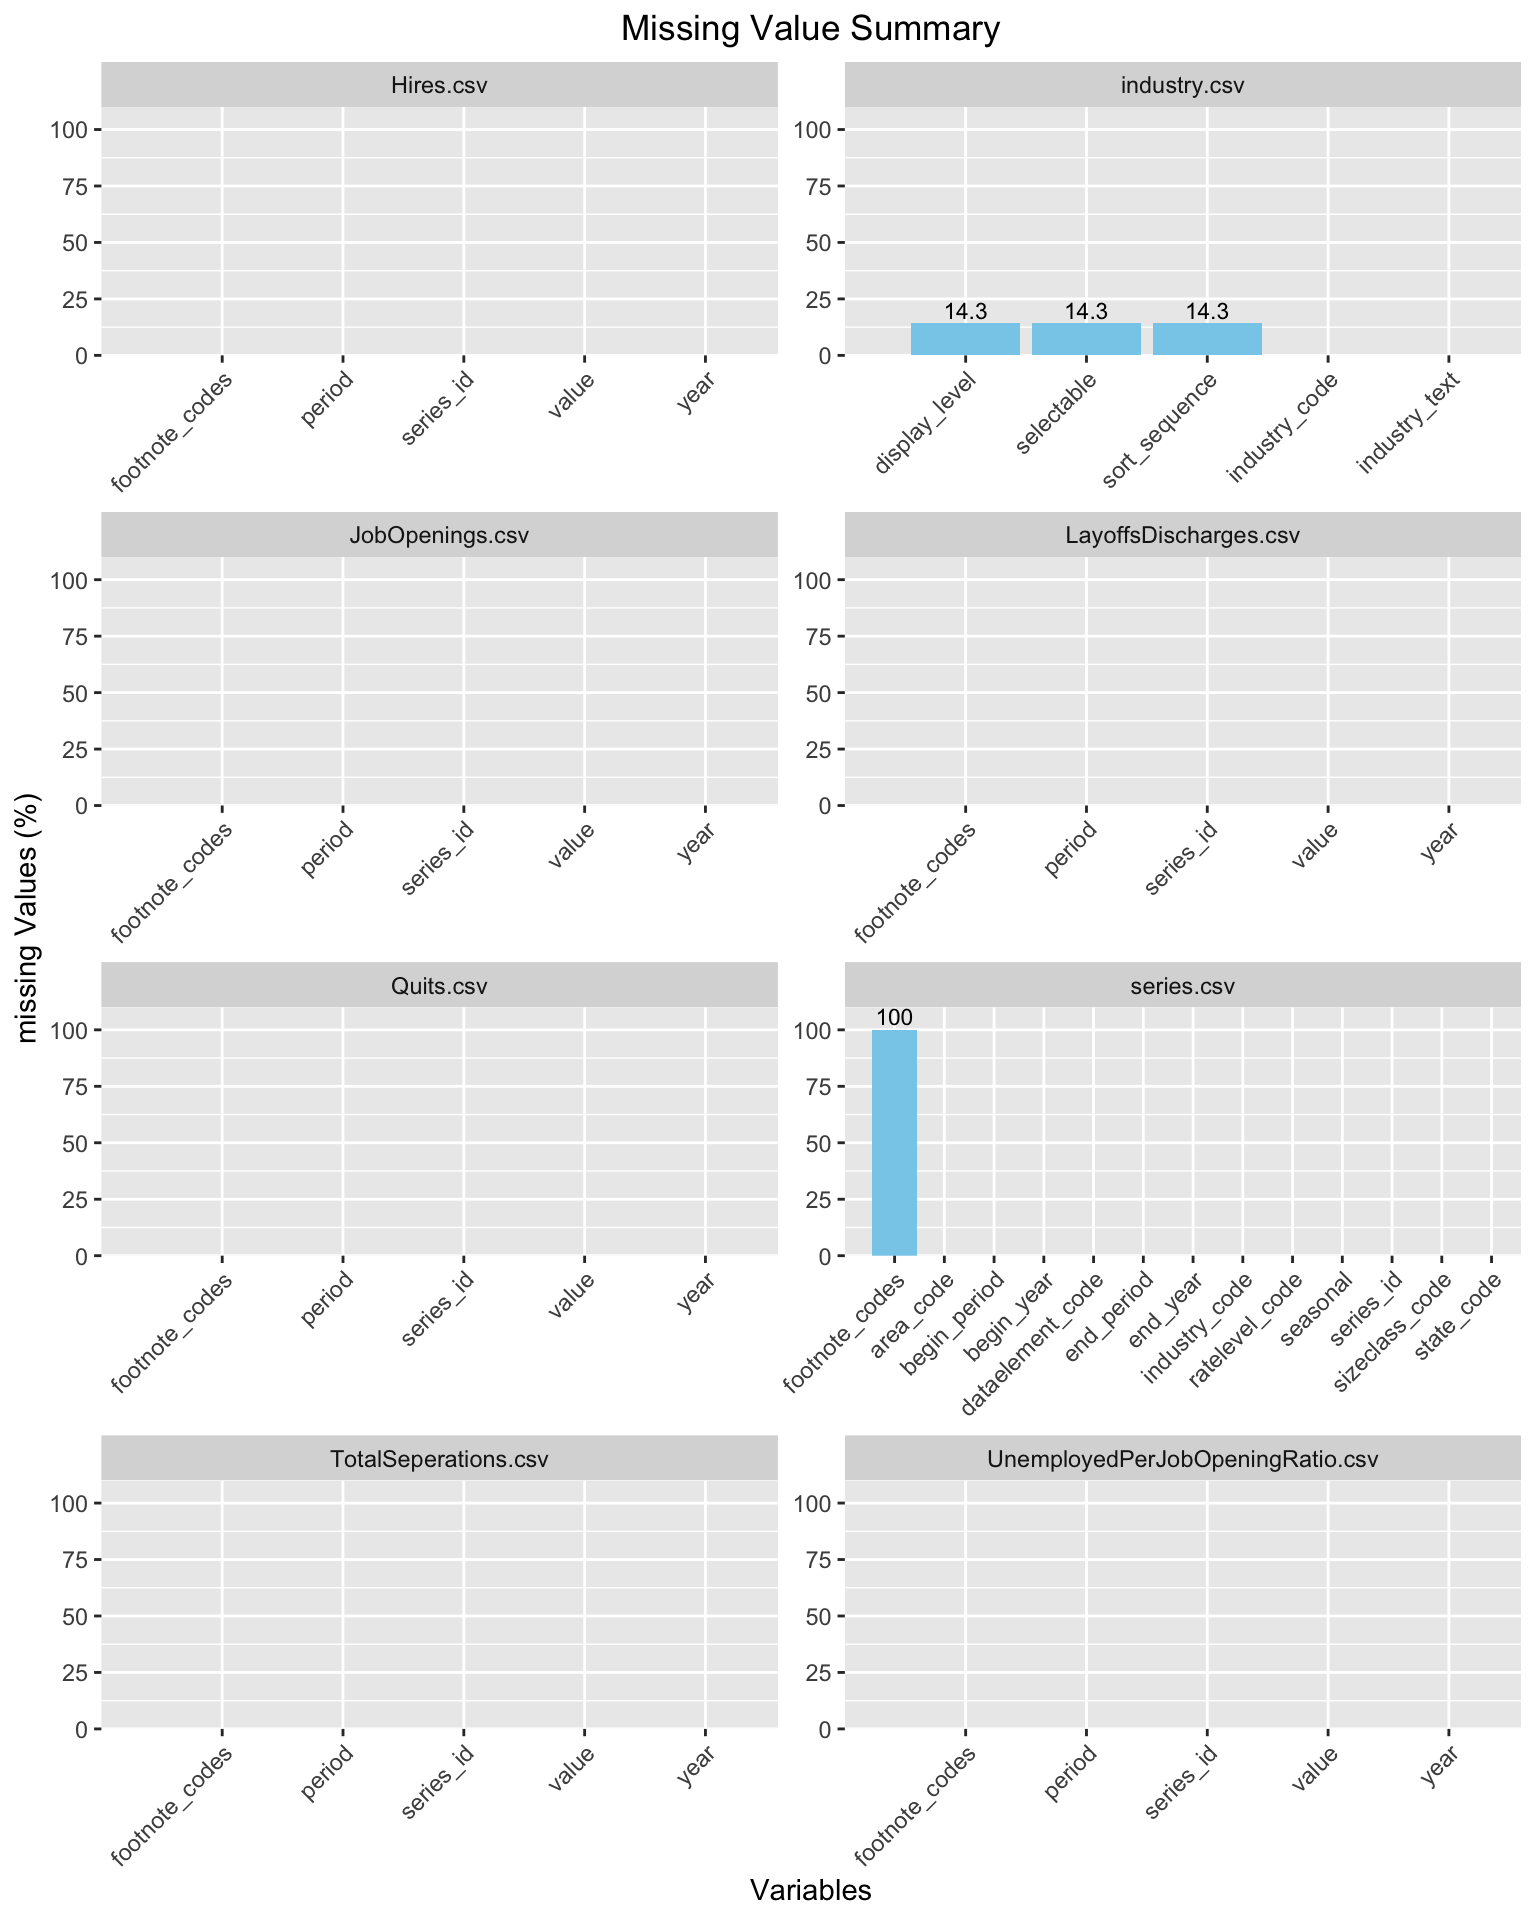 Missing Value Summary
Hires.csv
100
75
50
25
0
footnote_codes
period
series_id
value
year
industry.csv
100
75
50
25
0
14.3
14.3
14.3
display_level
selectable
sort_sequence
industry_code
industry_text
JobOpenings.csv
100
75
50
25
0
footnote_codes
period
series_id
value
year
LayoffsDischarges.csv
100
75
50
25
0
footnote_codes
period
series_id
value
year
missing Values (%)
Quits.csv
100
75
50
25
0
footnote_codes
period
series_id
value
year
series.csv
100
100
75
50
25
0
footnote_codes
area_code
begin_period
begin_year
dataelement_code
end_period
end_year
industry_code
ratelevel_code
seasonal
series_id
sizeclass_code
state_code
TotalSeperations.csv
100
75
50
25
0
footnote_codes
period
series_id
value
year
UnemployedPerJobOpeningRatio.csv
100
75
50
25
0
footnote_codes
period
series_id
value
year
Variables